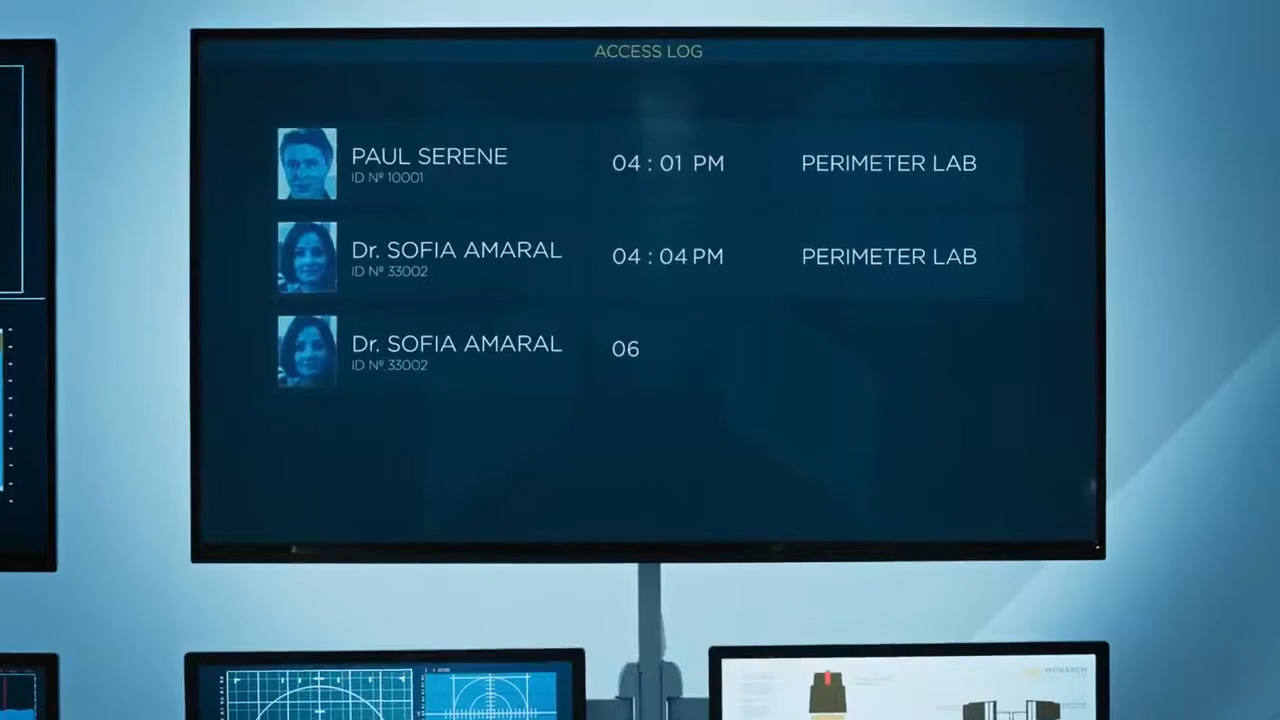 ACCESS LOG
PAUL SERENE
ID Nº 10001
04 : 01 PM
PERIMETER LAB
Dr. SOFIA AMARAL
ID Nº 33002
04 : 04 PM
PERIMETER LAB
Dr. SOFIA AMARAL
ID Nº 33002
06
MONARCH